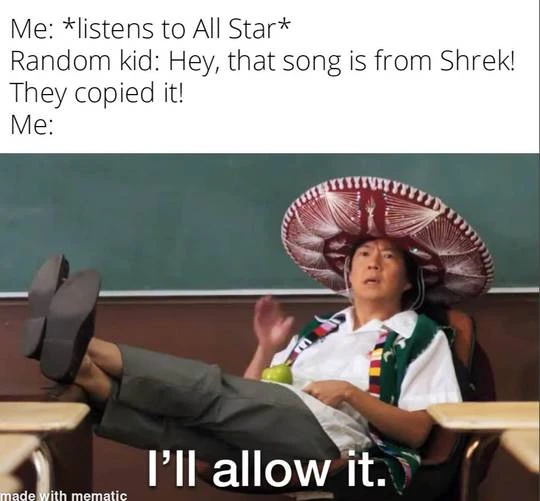 Me: *listens to All Star*
Random kid: Hey, that song is from Shrek!
They copied it!
Me:
I'll allow it.
made with mematic